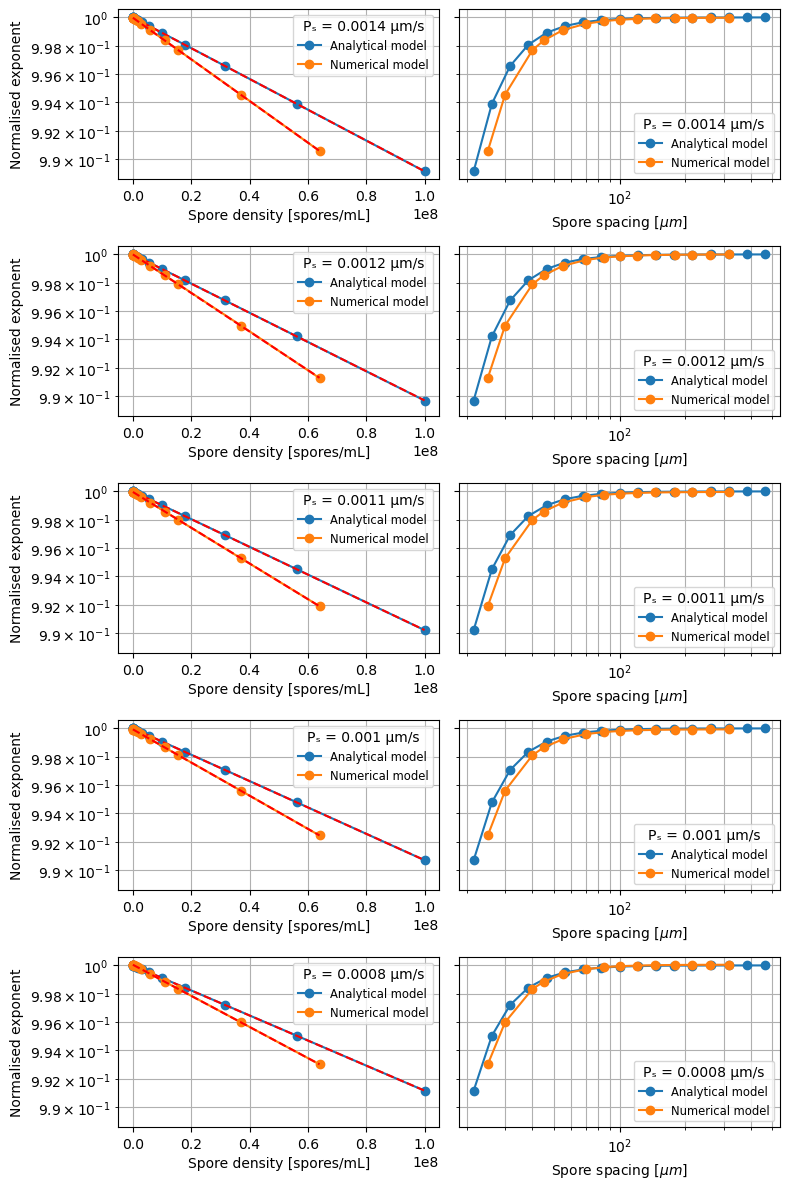 Normalised exponent
10⁰
9.98 × 10⁻¹
9.96 × 10⁻¹
9.94 × 10⁻¹
9.92 × 10⁻¹
9.9 × 10⁻¹
Pₛ = 0.0014 µm/s
Analytical model
Numerical model
0.0 0.2 0.4 0.6 0.8 1.0
1e8
Spore density [spores/mL]
Pₛ = 0.0014 µm/s
Analytical model
Numerical model
10²
Spore spacing [µm]
Normalised exponent
10⁰
9.98 × 10⁻¹
9.96 × 10⁻¹
9.94 × 10⁻¹
9.92 × 10⁻¹
9.9 × 10⁻¹
Pₛ = 0.0012 µm/s
Analytical model
Numerical model
0.0 0.2 0.4 0.6 0.8 1.0
1e8
Spore density [spores/mL]
Pₛ = 0.0012 µm/s
Analytical model
Numerical model
10²
Spore spacing [µm]
Normalised exponent
10⁰
9.98 × 10⁻¹
9.96 × 10⁻¹
9.94 × 10⁻¹
9.92 × 10⁻¹
9.9 × 10⁻¹
Pₛ = 0.0011 µm/s
Analytical model
Numerical model
0.0 0.2 0.4 0.6 0.8 1.0
1e8
Spore density [spores/mL]
Pₛ = 0.0011 µm/s
Analytical model
Numerical model
10²
Spore spacing [µm]
Normalised exponent
10⁰
9.98 × 10⁻¹
9.96 × 10⁻¹
9.94 × 10⁻¹
9.92 × 10⁻¹
9.9 × 10⁻¹
Pₛ = 0.001 µm/s
Analytical model
Numerical model
0.0 0.2 0.4 0.6 0.8 1.0
1e8
Spore density [spores/mL]
Pₛ = 0.001 µm/s
Analytical model
Numerical model
10²
Spore spacing [µm]
Normalised exponent
10⁰
9.98 × 10⁻¹
9.96 × 10⁻¹
9.94 × 10⁻¹
9.92 × 10⁻¹
9.9 × 10⁻¹
Pₛ = 0.0008 µm/s
Analytical model
Numerical model
0.0 0.2 0.4 0.6 0.8 1.0
1e8
Spore density [spores/mL]
Pₛ = 0.0008 µm/s
Analytical model
Numerical model
10²
Spore spacing [µm]